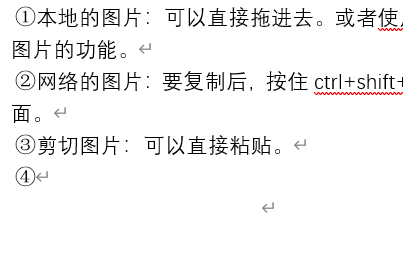 ①本地的图片：可以直接拖进去。或者使
图片的功能。
②网络的图片：要复制后，按住 ctrl+shift+
面。
③剪切图片：可以直接粘贴。
④